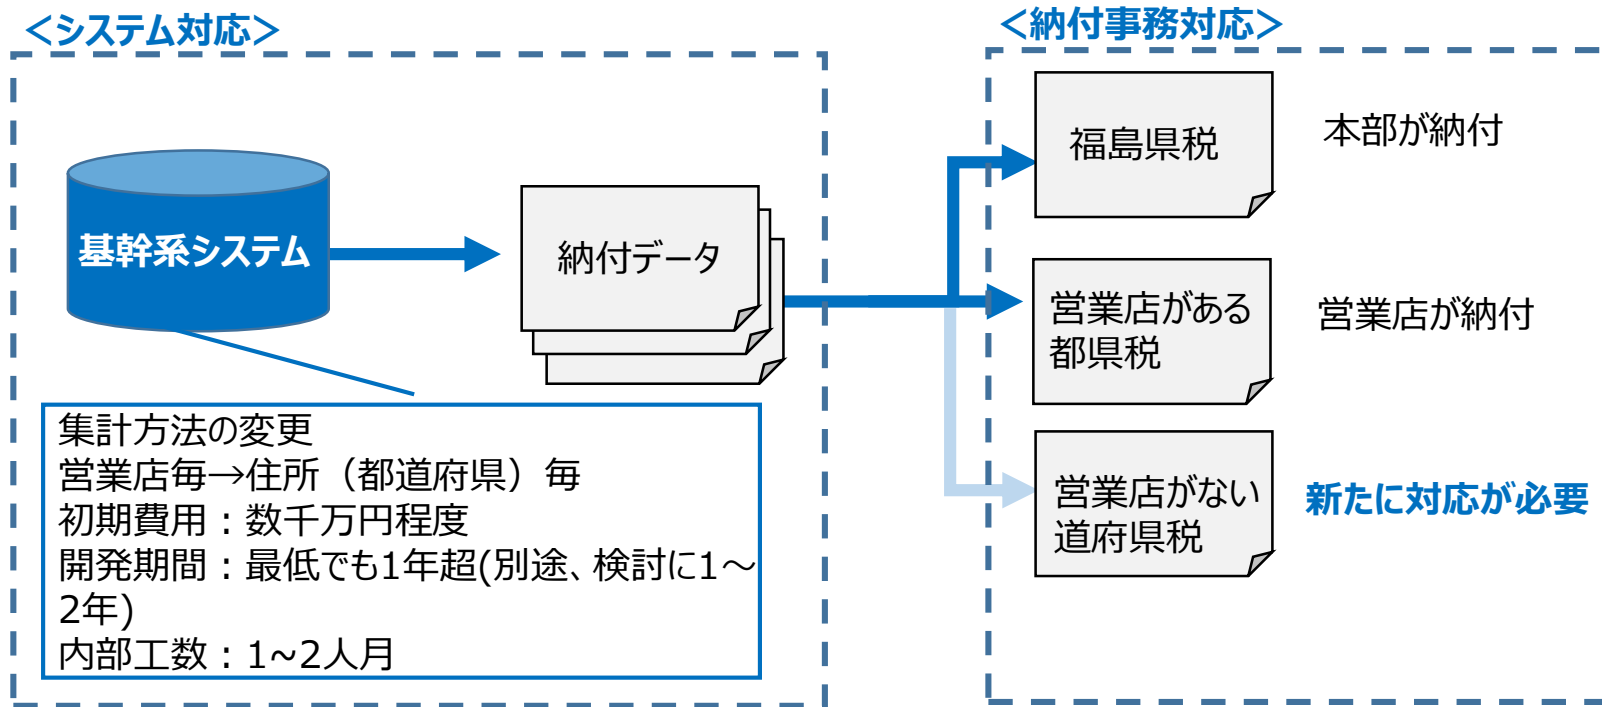 ＜システム対応＞
基幹系システム
納付データ
集計方法の変更
営業店毎→住所（都道府県）毎
初期費用：数千万円程度
開発期間：最低でも1年超(別途、検討に1～
2年)
内部工数：1~2人月
＜納付事務対応＞
福島県税
本部が納付
営業店がある
都県税
営業店が納付
営業店がない
道府県税
新たに対応が必要